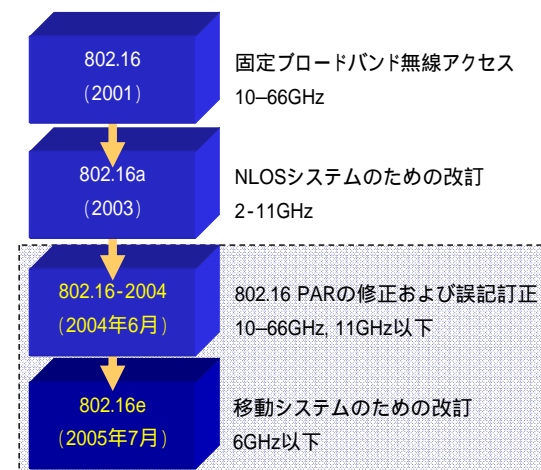 802.16
(2001)
固定ブロードバンド無線アクセス
10–66GHz
802.16a
(2003)
NLOSシステムのための改訂
2-11GHz
802.16-2004
(2004年6月)
802.16 PARの修正および誤記訂正
10–66GHz, 11GHz以下
802.16e
(2005年7月)
移動システムのための改訂
6GHz以下